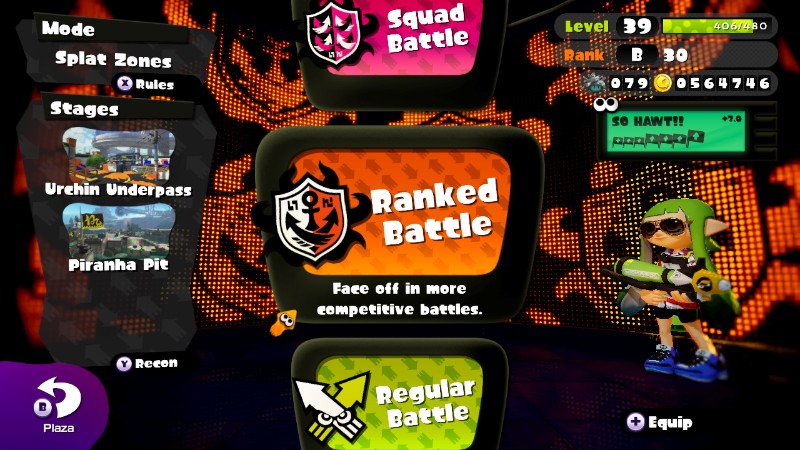 Mode
Splat Zones
X Rules
Stages
Urchin Underpass
Piranha Pit
Y Recon
B
Plaza
Squad
Battle
Ranked
Battle
Face off in more
competitive battles.
Regular
Battle
Level 39 406/480
Rank B 30
079 0564746
SO HAWT!! +7.0
+ Equip